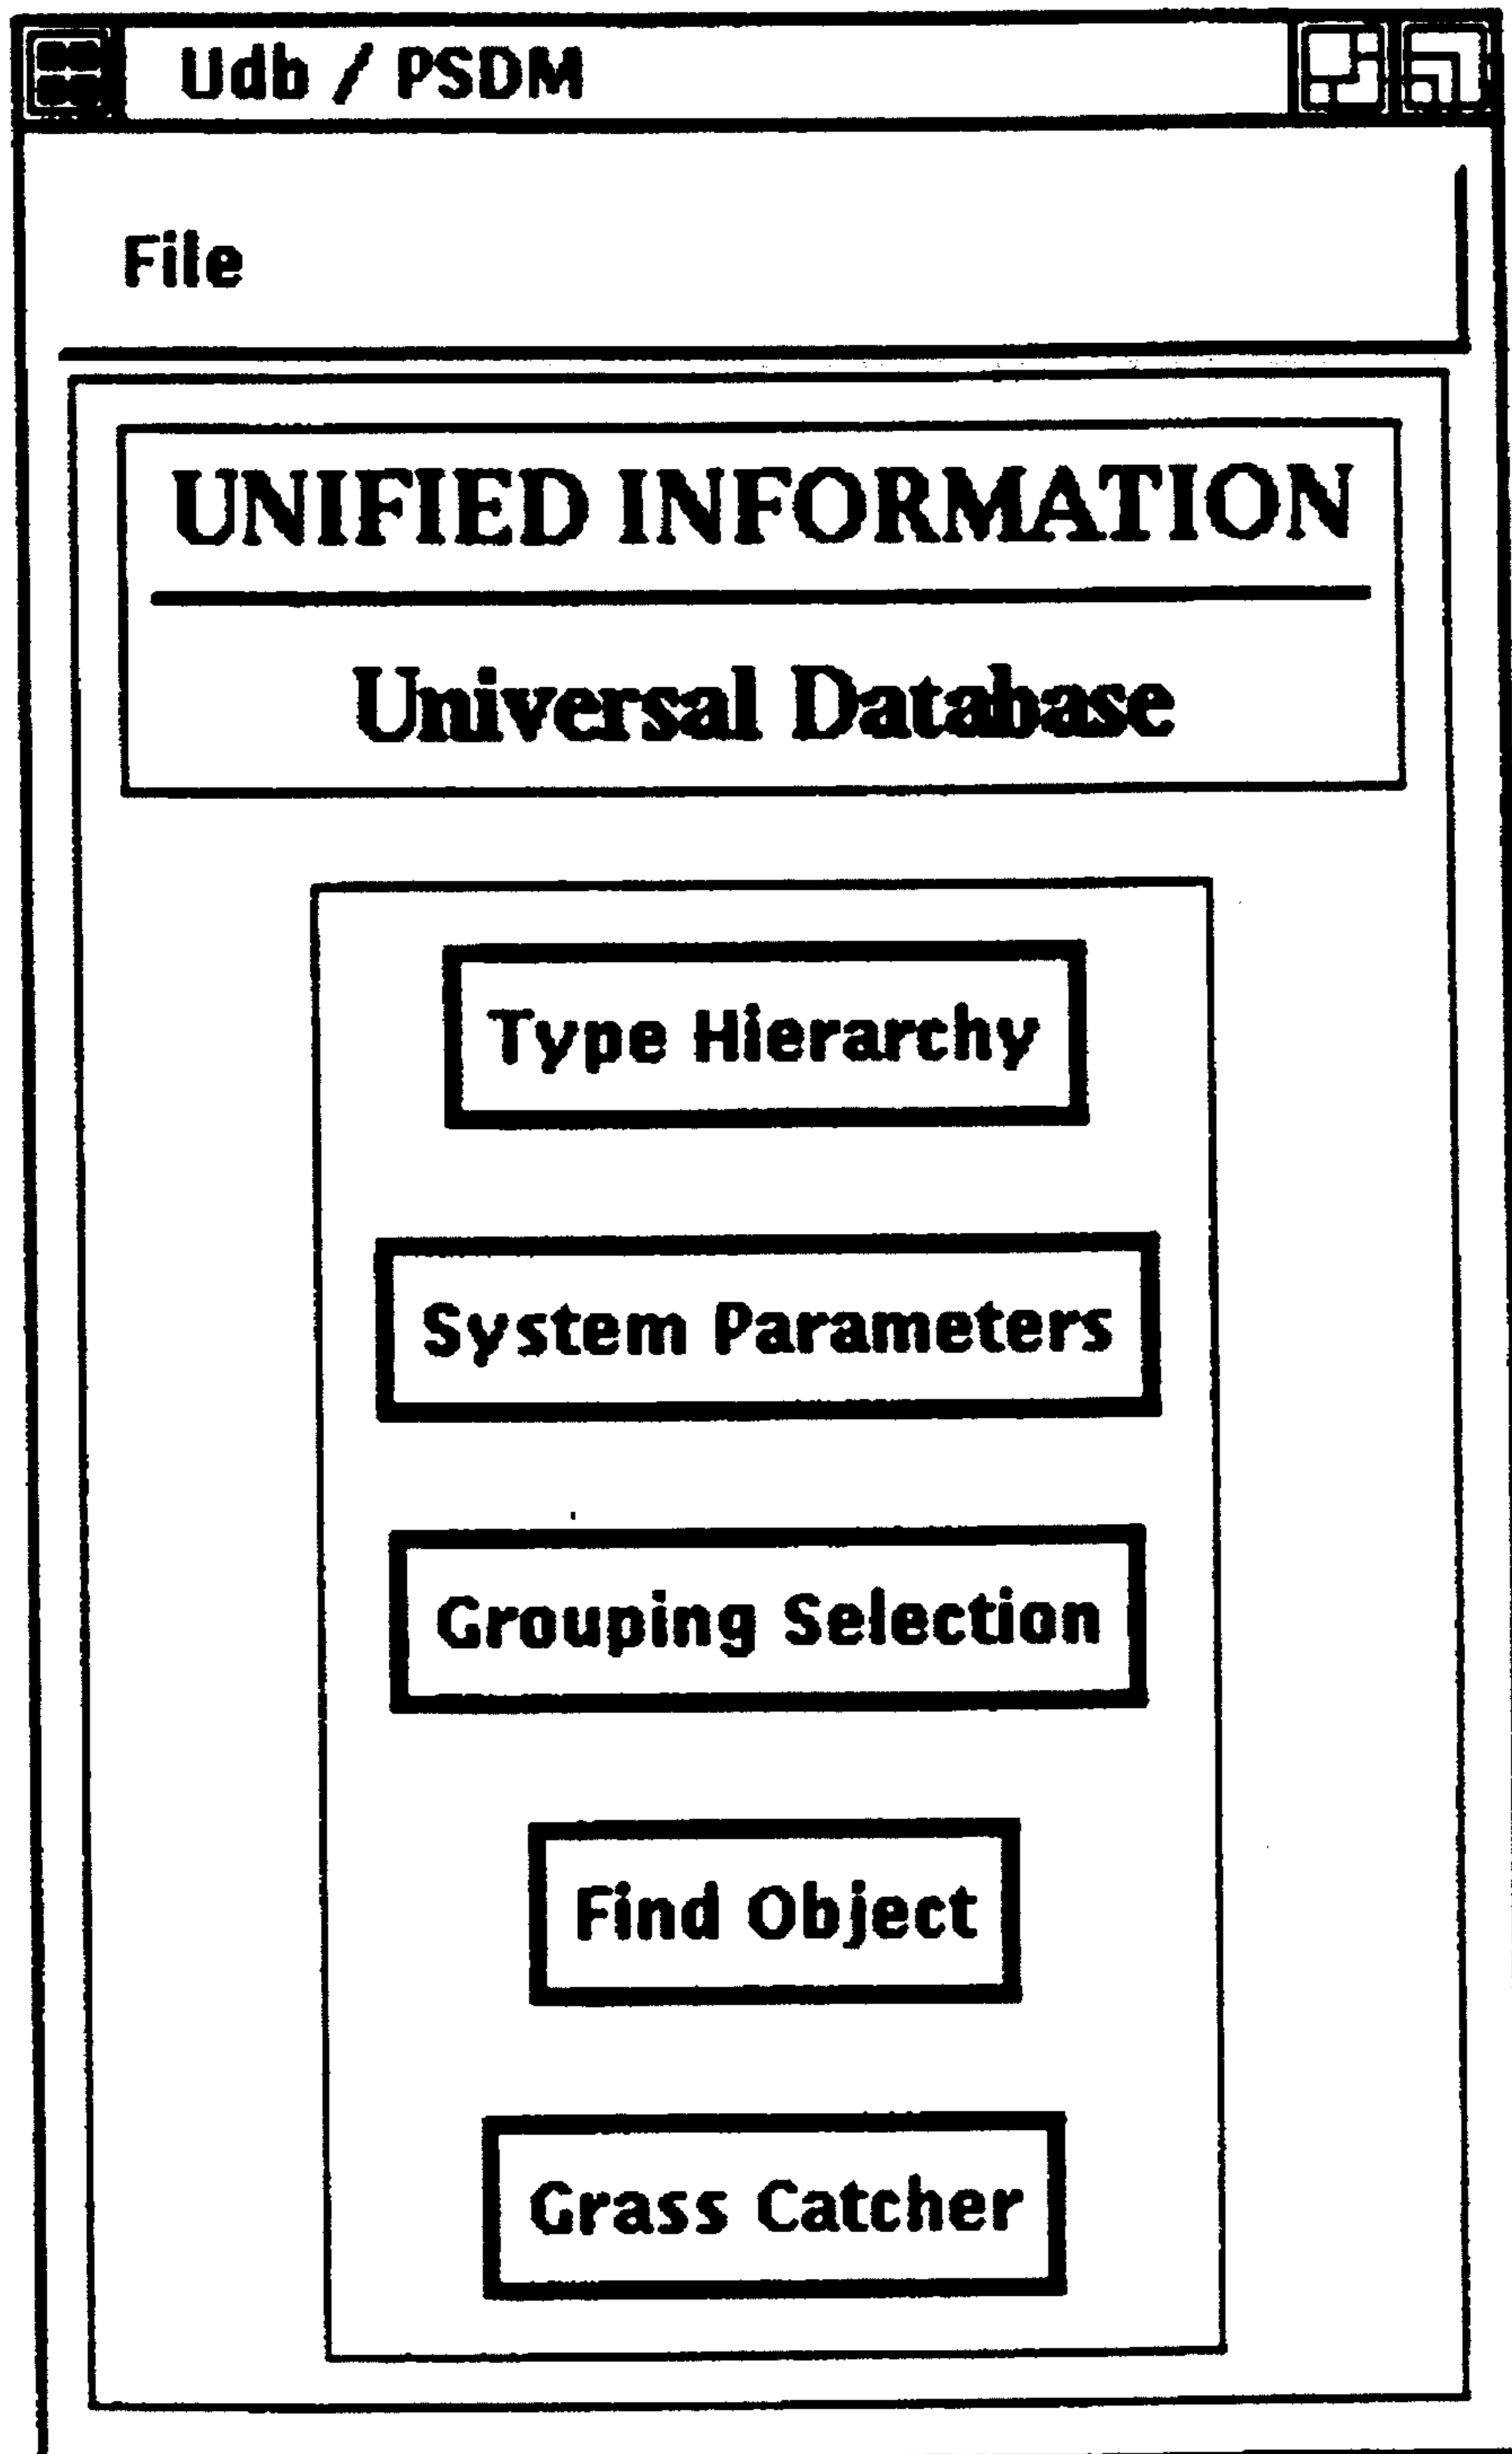 Udb / PSDM
File
UNIFIED INFORMATION
Universal Database
Type Hierarchy
System Parameters
Grouping Selection
Find Object
Grass Catcher